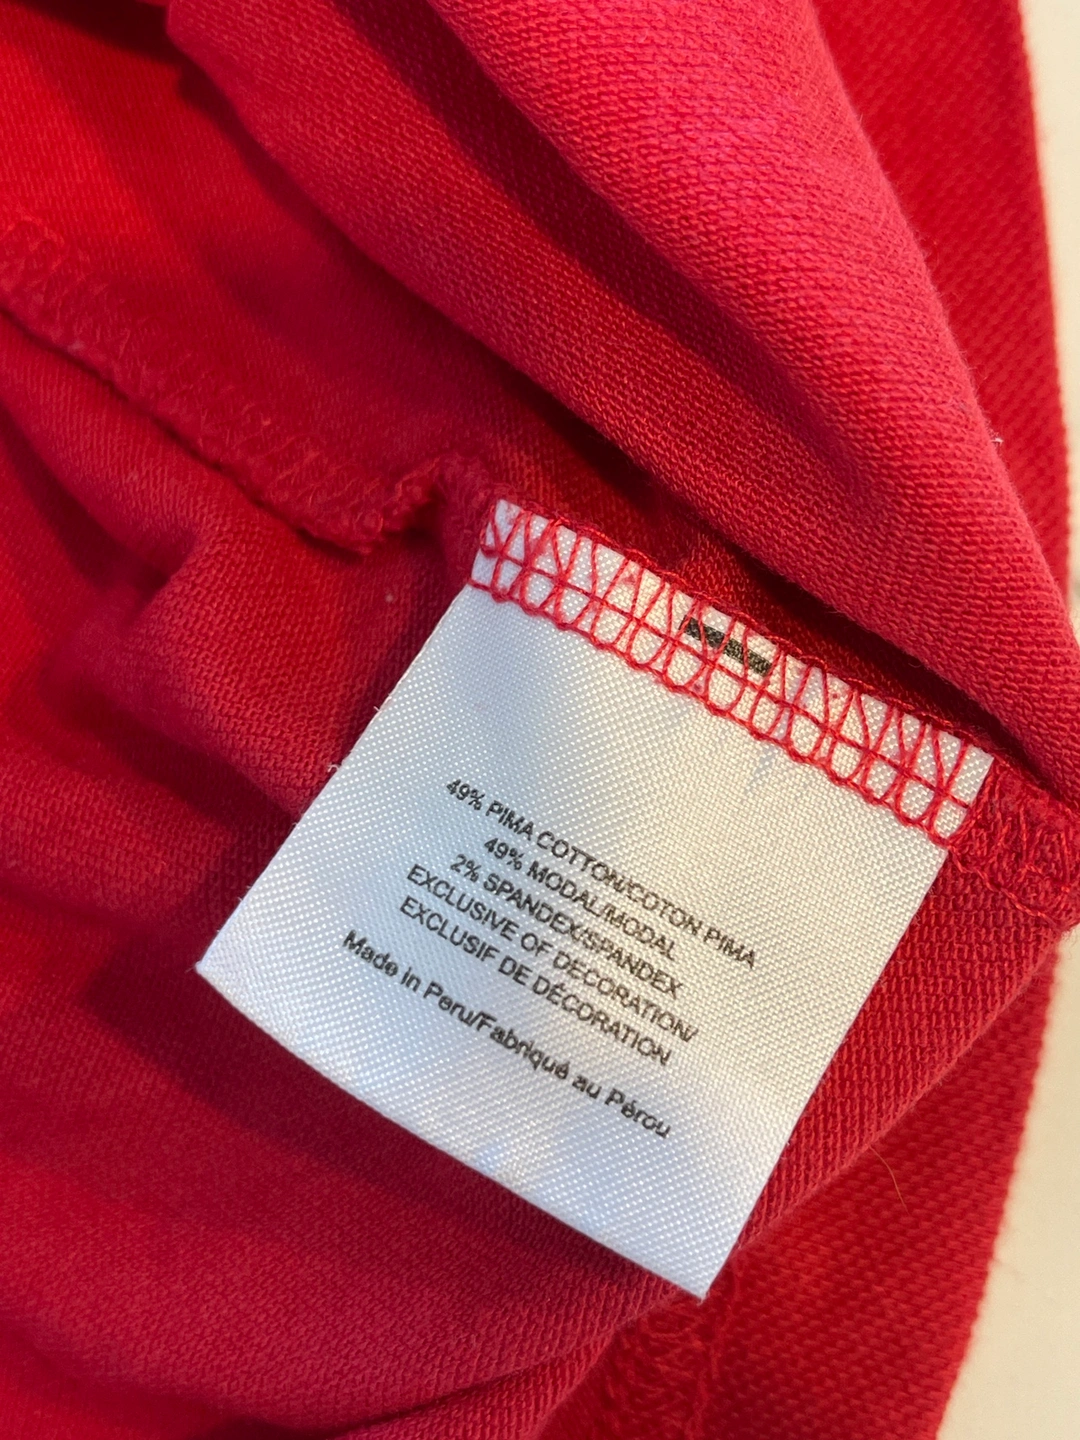 49% PIMA COTTON/COTON PIMA
49% MODAL/MODAL
2% SPANDEX/SPANDEX
EXCLUSIVE OF DECORATION/
EXCLUSIF DE DÉCORATION
Made in Peru/Fabriqué au Pérou